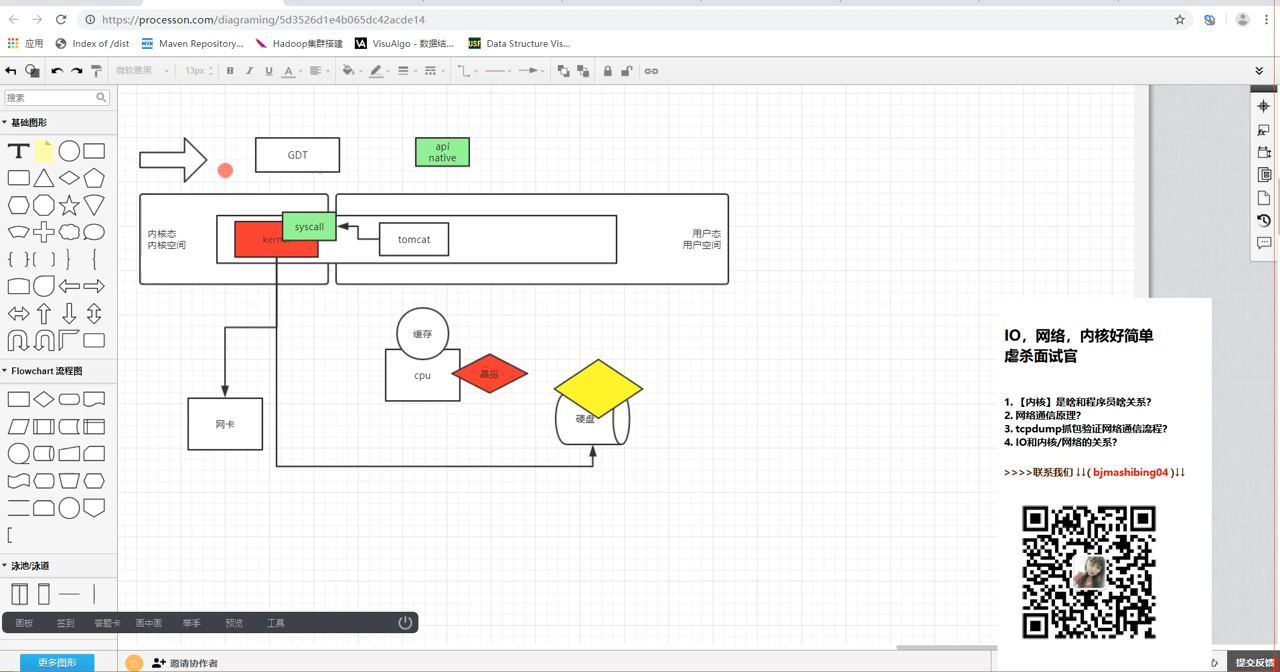 https://processon.com/diagraming/5d3526d1e4b065dc42acde14
应用
Index of /dist
Maven Repository...
Hadoop集群搭建
VisuAlgo - 数据结...
Data Structure Vis...
微软雅黑
13px
B I U A
搜索
基础图形
GDT
api
native
内核态
内核空间
kern
syscall
tomcat
用户态
用户空间
缓存
cpu
晶振
硬盘
网卡
Flowchart 流程图
泳池/泳道
画板
签到
答题卡
画中画
举手
预览
工具
更多图形
邀请协作者
IO，网络，内核好简单
虐杀面试官
1. 【内核】是啥和程序员啥关系?
2. 网络通信原理?
3. tcpdump抓包验证网络通信流程?
4. IO和内核/网络的关系?
>>>>联系我们 ↓↓( bjmashibing04 )↓↓
提交反馈